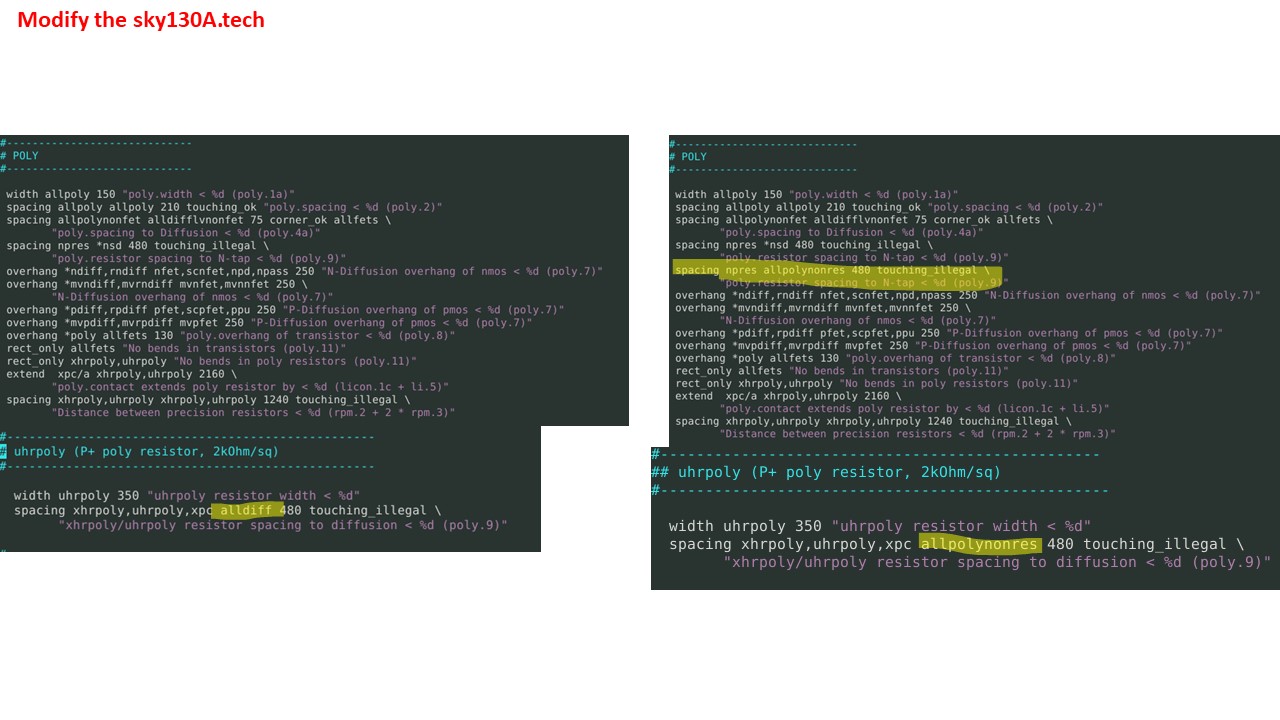 Modify the sky130A.tech
#----------------------------
# POLY
#----------------------------
width allpoly 150 "poly.width < %d (poly.1a)"
spacing allpoly allpoly 210 touching_ok "poly.spacing < %d (poly.2)"
spacing allpolynonfet alldifflvnonfet 75 corner_ok allfets \
"poly.spacing to Diffusion < %d (poly.4a)"
spacing npres *nsd 480 touching_illegal \
"poly.resistor spacing to N-tap < %d (poly.9)"
overhang *ndiff,rndiff nfet,scnfet,npd,npass 250 "N-Diffusion overhang of nmos < %d (poly.7)"
overhang *mvndiff,mvrndiff mvnfet,mvnnfet 250 \
"N-Diffusion overhang of nmos < %d (poly.7)"
overhang *pdiff,rpdiff pfet,scpfet,ppu 250 "P-Diffusion overhang of pmos < %d (poly.7)"
overhang *mvpdiff,mvrpdiff mvpfet 250 "P-Diffusion overhang of pmos < %d (poly.7)"
overhang *poly allfets 130 "poly.overhang of transistor < %d (poly.8)"
rect_only allfets "No bends in transistors (poly.11)"
rect_only xhrpoly,uhrpoly "No bends in poly resistors (poly.11)"
extend  xpc/a xhrpoly,uhrpoly 2160 \
"poly.contact extends poly resistor by < %d (licon.1c + li.5)"
spacing xhrpoly,uhrpoly xhrpoly,uhrpoly 1240 touching_illegal \
"Distance between precision resistors < %d (rpm.2 + 2 * rpm.3)"
#--------------------------------------------------
# uhrpoly (P+ poly resistor, 2kOhm/sq)
#--------------------------------------------------
width uhrpoly 350 "uhrpoly resistor width < %d"
spacing xhrpoly,uhrpoly,xpc alldiff 480 touching_illegal \
"xhrpoly/uhrpoly resistor spacing to diffusion < %d (poly.9)"
#----------------------------
# POLY
#----------------------------
width allpoly 150 "poly.width < %d (poly.1a)"
spacing allpoly allpoly 210 touching_ok "poly.spacing < %d (poly.2)"
spacing allpolynonfet alldifflvnonfet 75 corner_ok allfets \
"poly.spacing to Diffusion < %d (poly.4a)"
spacing npres *nsd 480 touching_illegal \
"poly.resistor spacing to N-tap < %d (poly.9)"
spacing npres allpolynonres 480 touching_illegal \
"poly.resistor spacing to N-tap < %d (poly.9)"
overhang *ndiff,rndiff nfet,scnfet,npd,npass 250 "N-Diffusion overhang of nmos < %d (poly.7)"
overhang *mvndiff,mvrndiff mvnfet,mvnnfet 250 \
"N-Diffusion overhang of nmos < %d (poly.7)"
overhang *pdiff,rpdiff pfet,scpfet,ppu 250 "P-Diffusion overhang of pmos < %d (poly.7)"
overhang *mvpdiff,mvrpdiff mvpfet 250 "P-Diffusion overhang of pmos < %d (poly.7)"
overhang *poly allfets 130 "poly.overhang of transistor < %d (poly.8)"
rect_only allfets "No bends in transistors (poly.11)"
rect_only xhrpoly,uhrpoly "No bends in poly resistors (poly.11)"
extend  xpc/a xhrpoly,uhrpoly 2160 \
"poly.contact extends poly resistor by < %d (licon.1c + li.5)"
spacing xhrpoly,uhrpoly xhrpoly,uhrpoly 1240 touching_illegal \
"Distance between precision resistors < %d (rpm.2 + 2 * rpm.3)"
#-------------------------------------------------
## uhrpoly (P+ poly resistor, 2kOhm/sq)
#--------------------------------------------------
width uhrpoly 350 "uhrpoly resistor width < %d"
spacing xhrpoly,uhrpoly,xpc allpolynonres 480 touching_illegal \
"xhrpoly/uhrpoly resistor spacing to diffusion < %d (poly.9)"